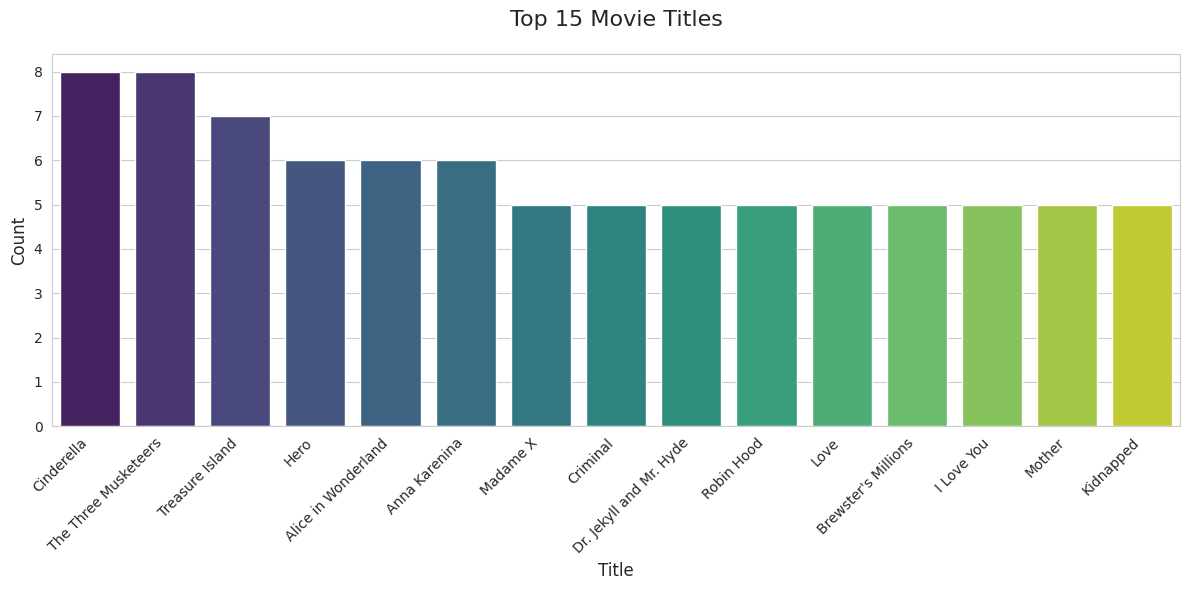 Top 15 Movie Titles
Count
8
7
6
5
4
3
2
1
0
Cinderella
The Three Musketeers
Treasure Island
Hero
Alice in Wonderland
Anna Karenina
Madame X
Criminal
Dr. Jekyll and Mr. Hyde
Robin Hood
Love
Brewster's Millions
I Love You
Mother
Kidnapped
Title